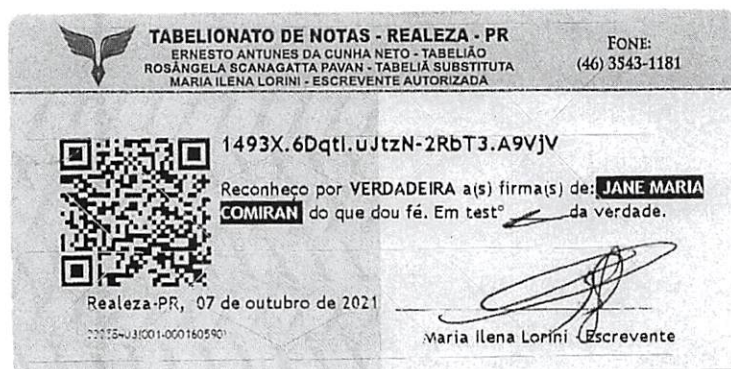 TABELIONATO DE NOTAS - REALEZA - PR
ERNESTO ANTUNES DA CUNHA NETO - TABELIÃO
ROSÂNGELA SCANAGATTA PAVAN - TABELIÃ SUBSTITUTA
MARIA ILENA LORINI - ESCREVENTE AUTORIZADA
FONE:
(46) 3543-1181
1493X.6Dqtl.uJtzN-2RbT3.A9VjV
Reconheço por VERDADEIRA a(s) firma(s) de: JANE MARIA
COMIRAN do que dou fé. Em testº da verdade.
Realeza-PR, 07 de outubro de 2021
Maria Ilena Lorini - Escrevente